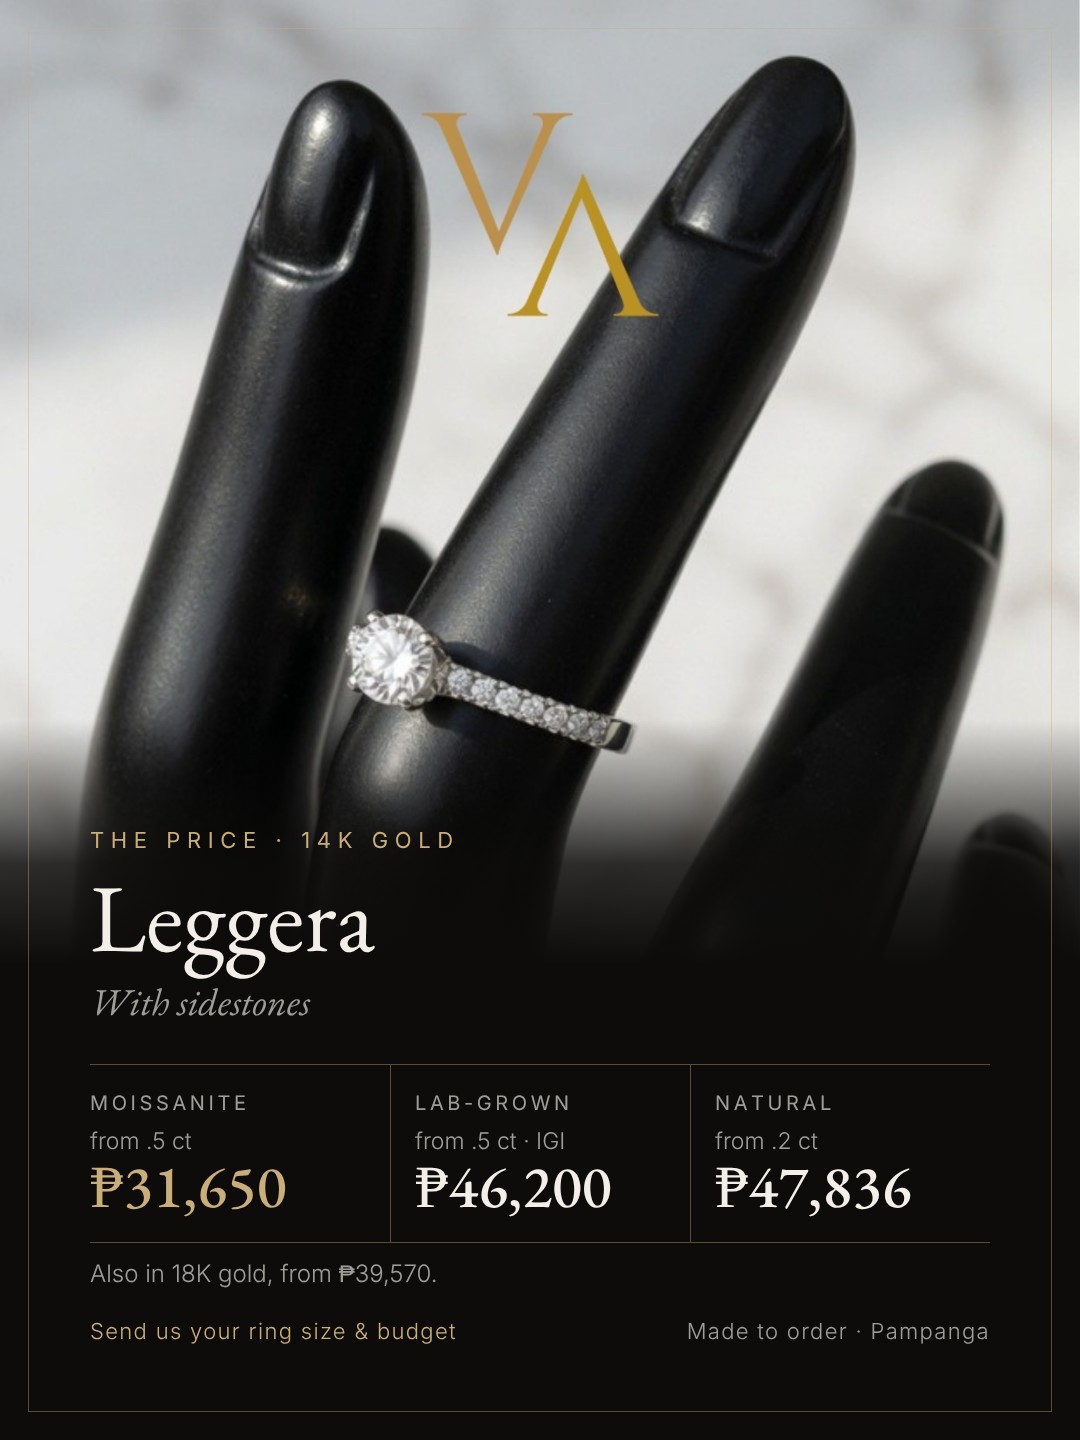 VA
THE PRICE · 14K GOLD
Leggera
With sidestones
MOISSANITE
from .5 ct
₱31,650
LAB-GROWN
from .5 ct · IGI
₱46,200
NATURAL
from .2 ct
₱47,836
Also in 18K gold, from ₱39,570.
Send us your ring size & budget
Made to order · Pampanga